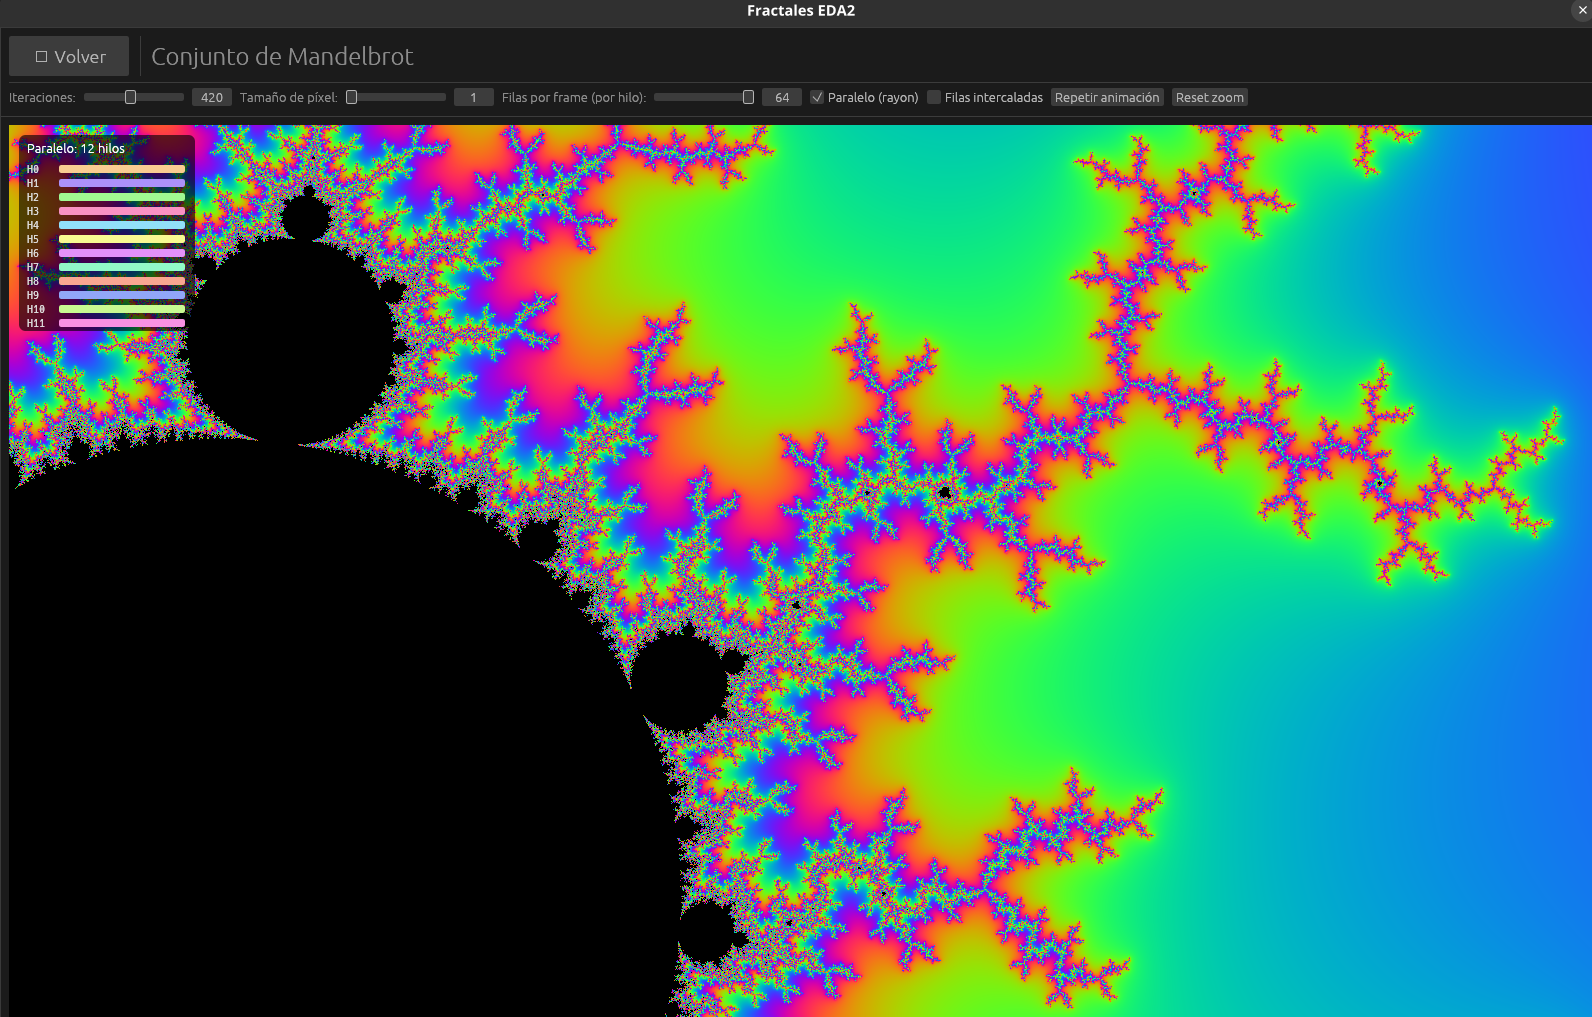 Fractales EDA2
Volver
Conjunto de Mandelbrot
Iteraciones: 420 Tamaño de píxel: 1 Filas por frame (por hilo): 64 Paralelo (rayon) Filas intercaladas Repetir animación Reset zoom
Paralelo: 12 hilos
H0
H1
H2
H3
H4
H5
H6
H7
H8
H9
H10
H11